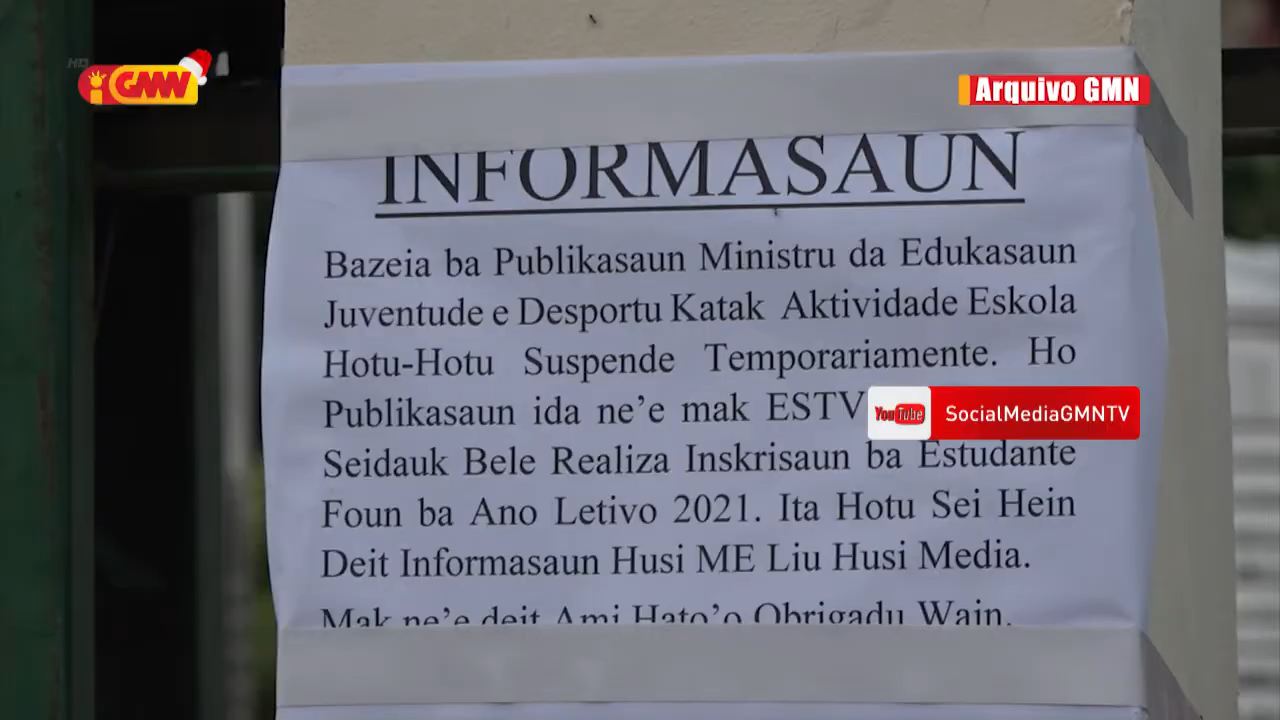 HD
GMN
Arquivo GMN
INFORMASAUN
Bazeia ba Publikasaun Ministru da Edukasaun
Juventude e Desportu Katak Aktividade Eskola
Hotu-Hotu Suspende Temporariamente. Ho
Publikasaun ida ne'e mak ESTV
YouTube SocialMediaGMNTV
Seidauk Bele Realiza Inskrisaun ba Estudante
Foun ba Ano Letivo 2021. Ita Hotu Sei Hein
Deit Informasaun Husi ME Liu Husi Media.
Mak ne'e deit Ami Hato'o Obrigadu Wain.